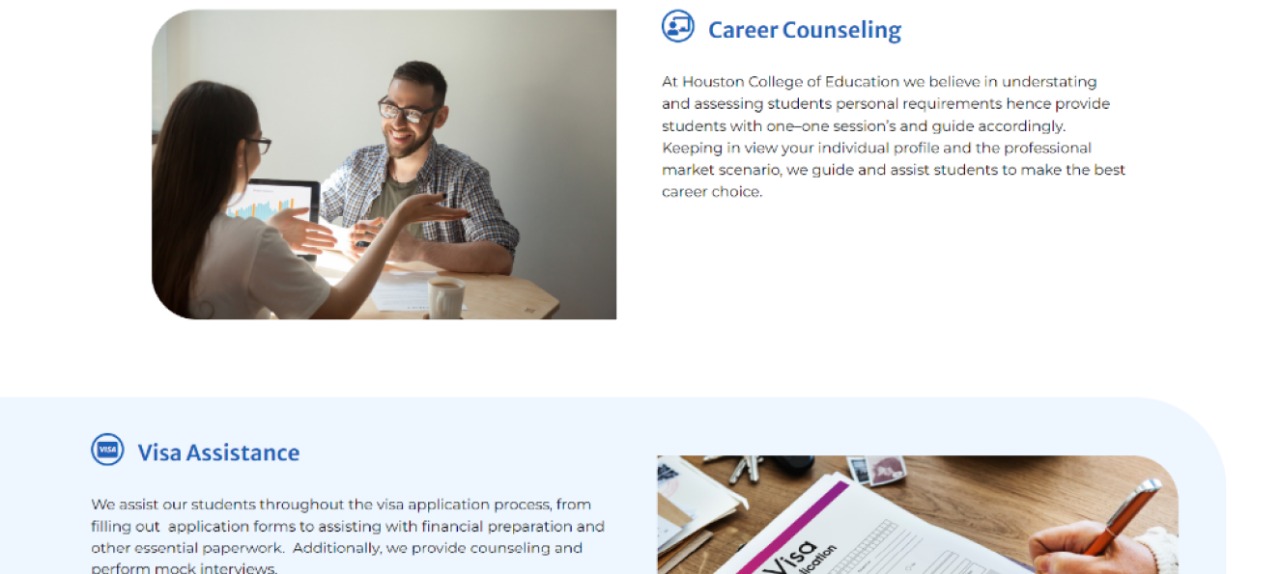 Career Counseling
At Houston College of Education we believe in understating
and assessing students personal requirements hence provide
students with one–one session's and guide accordingly.
Keeping in view your individual profile and the professional
market scenario, we guide and assist students to make the best
career choice.
VISA
Visa Assistance
We assist our students throughout the visa application process, from
filling out  application forms to assisting with financial preparation and
other essential paperwork.  Additionally, we provide counseling and
perform mock interviews.
Visa